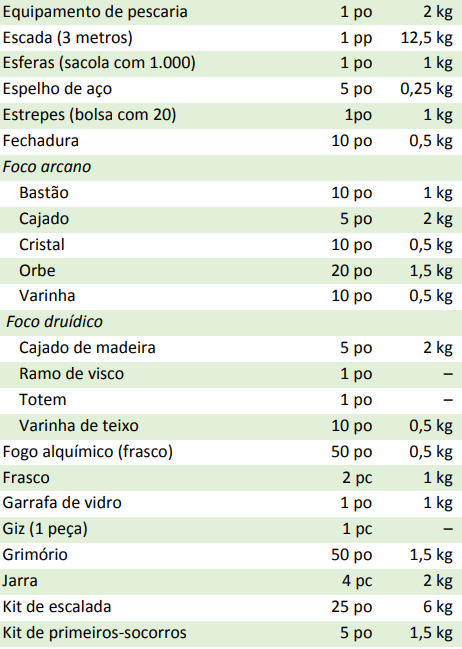 Equipamento de pescaria 1 po 2 kg
Escada (3 metros) 1 pp 12,5 kg
Esferas (sacola com 1.000) 1 po 1 kg
Espelho de aço 5 po 0,25 kg
Estrepes (bolsa com 20) 1po 1 kg
Fechadura 10 po 0,5 kg
Foco arcano
Bastão 10 po 1 kg
Cajado 5 po 2 kg
Cristal 10 po 0,5 kg
Orbe 20 po 1,5 kg
Varinha 10 po 0,5 kg
Foco druídico
Cajado de madeira 5 po 2 kg
Ramo de visco 1 po –
Totem 1 po –
Varinha de teixo 10 po 0,5 kg
Fogo alquímico (frasco) 50 po 0,5 kg
Frasco 2 pc 1 kg
Garrafa de vidro 1 po 1 kg
Giz (1 peça) 1 pc –
Grimório 50 po 1,5 kg
Jarra 4 pc 2 kg
Kit de escalada 25 po 6 kg
Kit de primeiros-socorros 5 po 1,5 kg